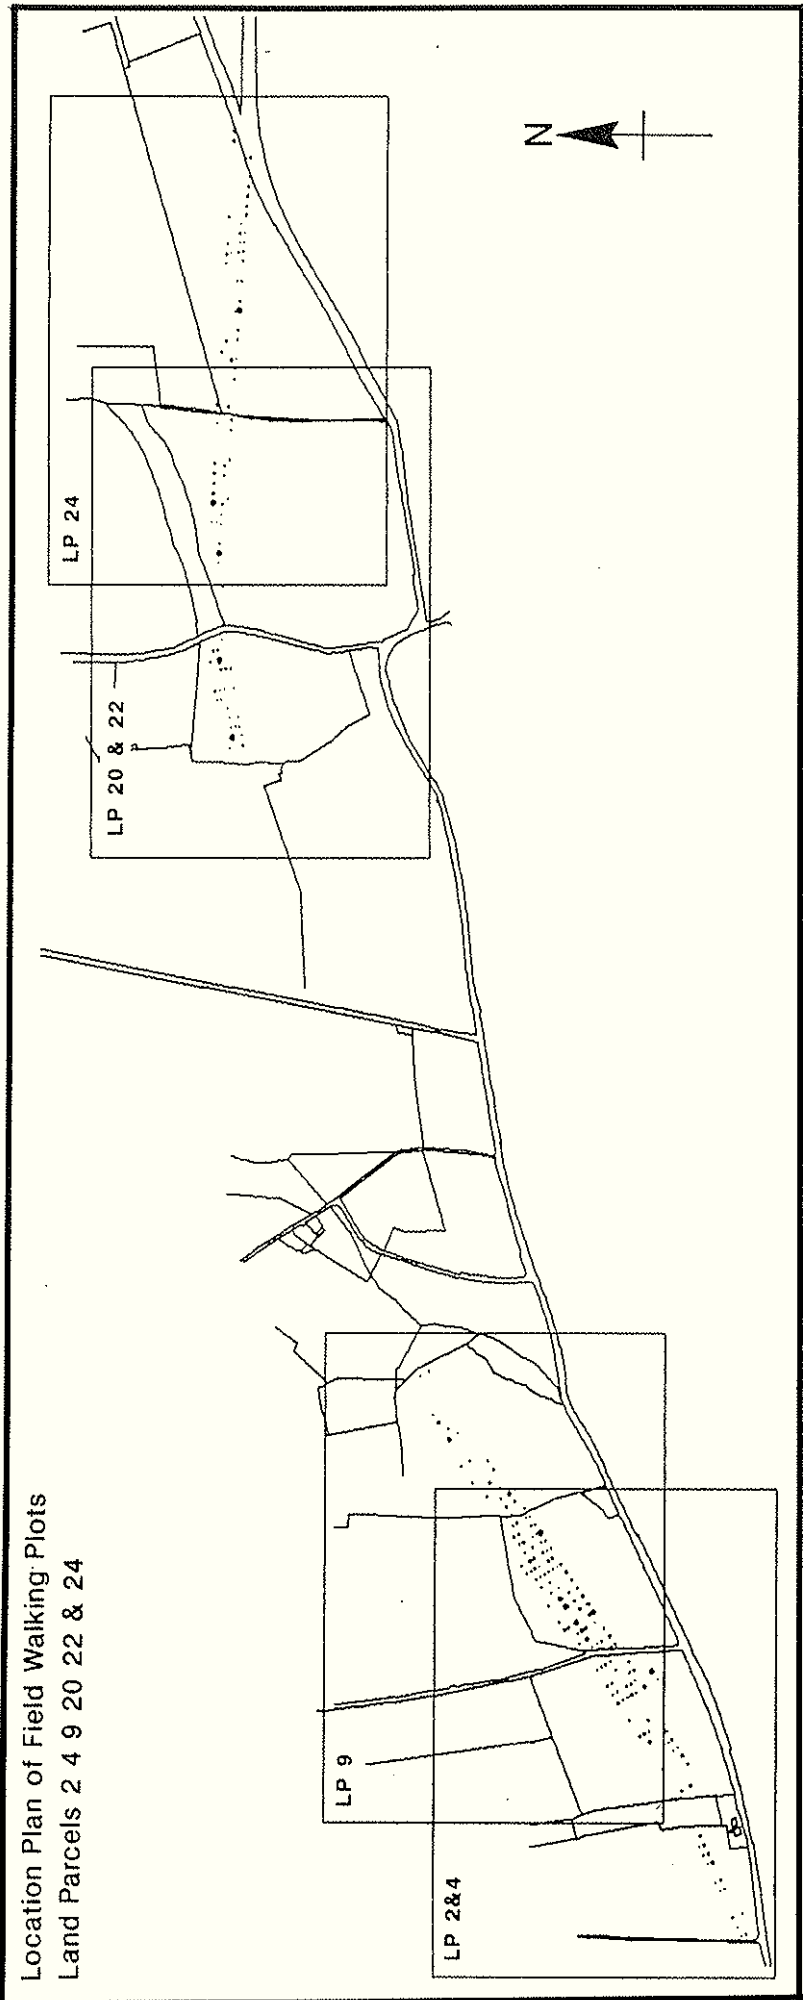 Location Plan of Field Walking Plots
Land Parcels 2 4 9 20 22 & 24
LP 2&4
LP 9
LP 20 & 22
LP 24
N